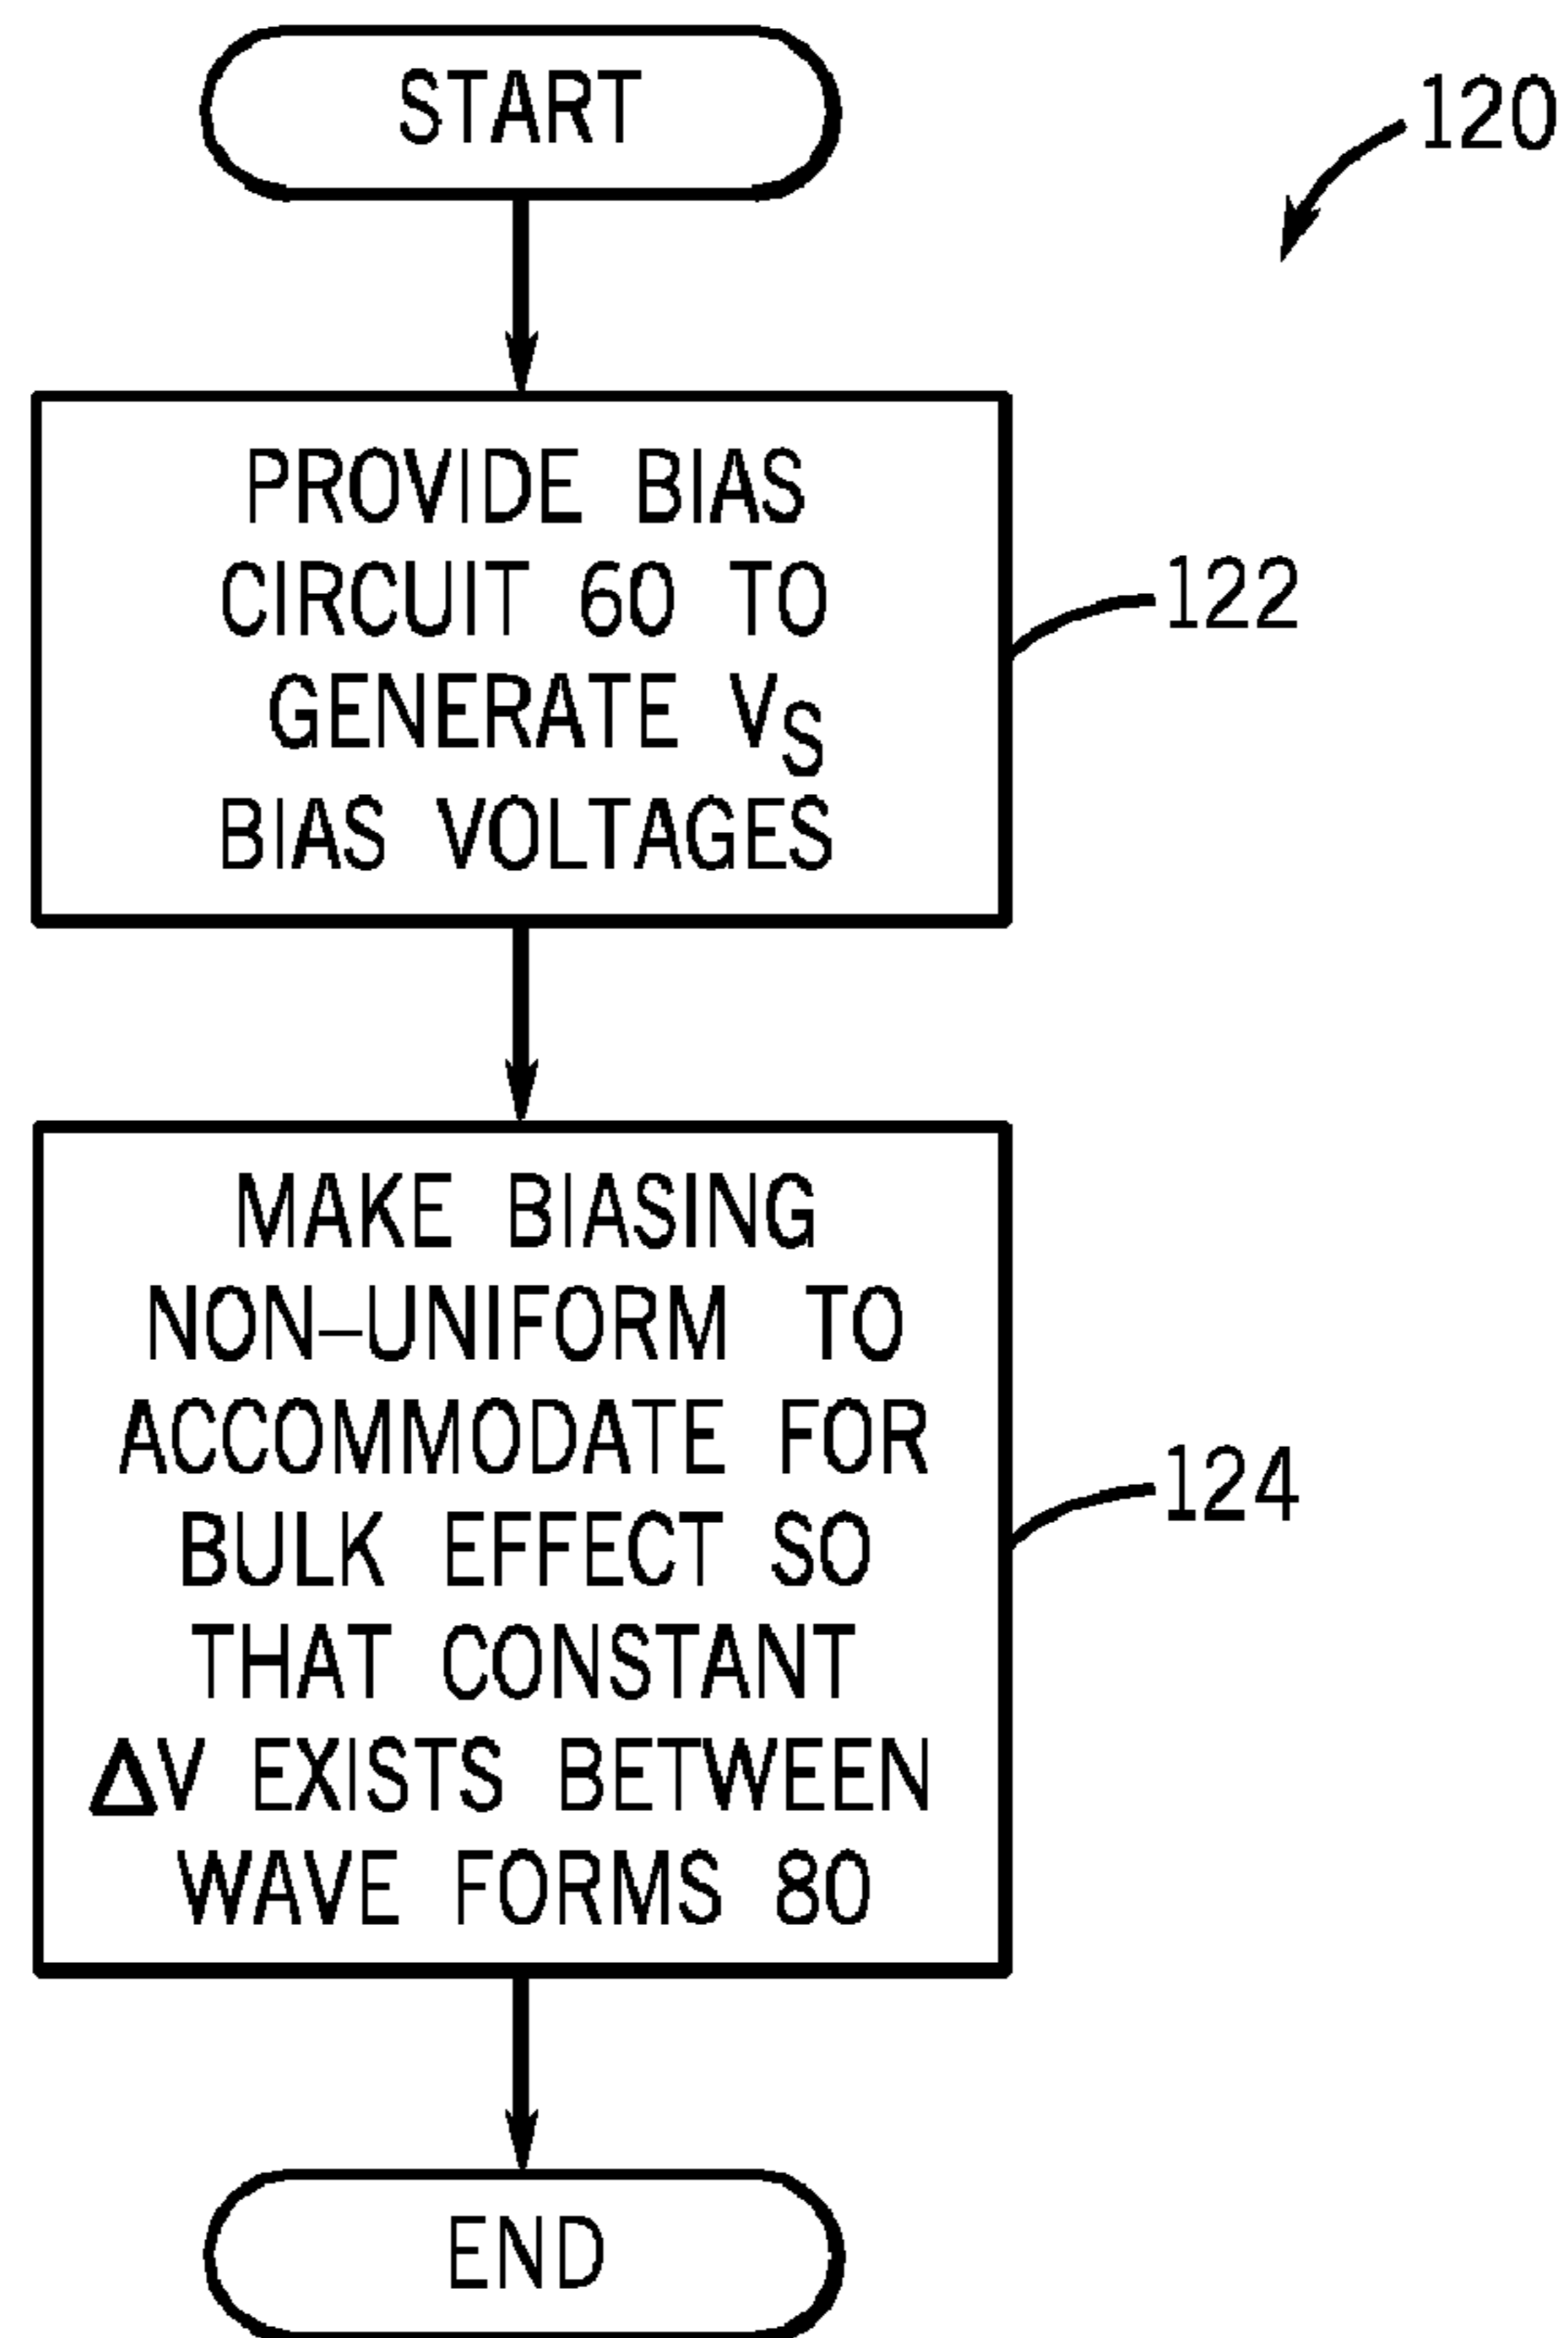 START
120
PROVIDE BIAS
CIRCUIT 60 TO
GENERATE VS
BIAS VOLTAGES
122
MAKE BIASING
NON-UNIFORM TO
ACCOMMODATE FOR
BULK EFFECT SO
THAT CONSTANT
ΔV EXISTS BETWEEN
WAVE FORMS 80
124
END